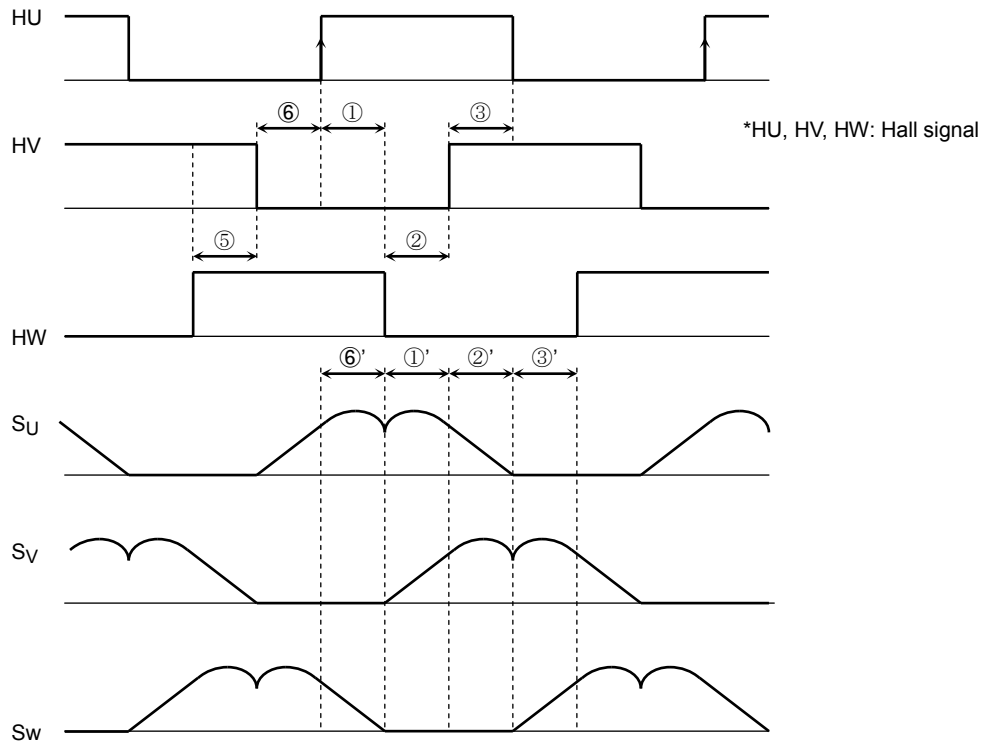 HU
⑥ ① ③
*HU, HV, HW: Hall signal
HV
⑤ ②
HW
⑥' ①' ②' ③'
SU
SV
Sw